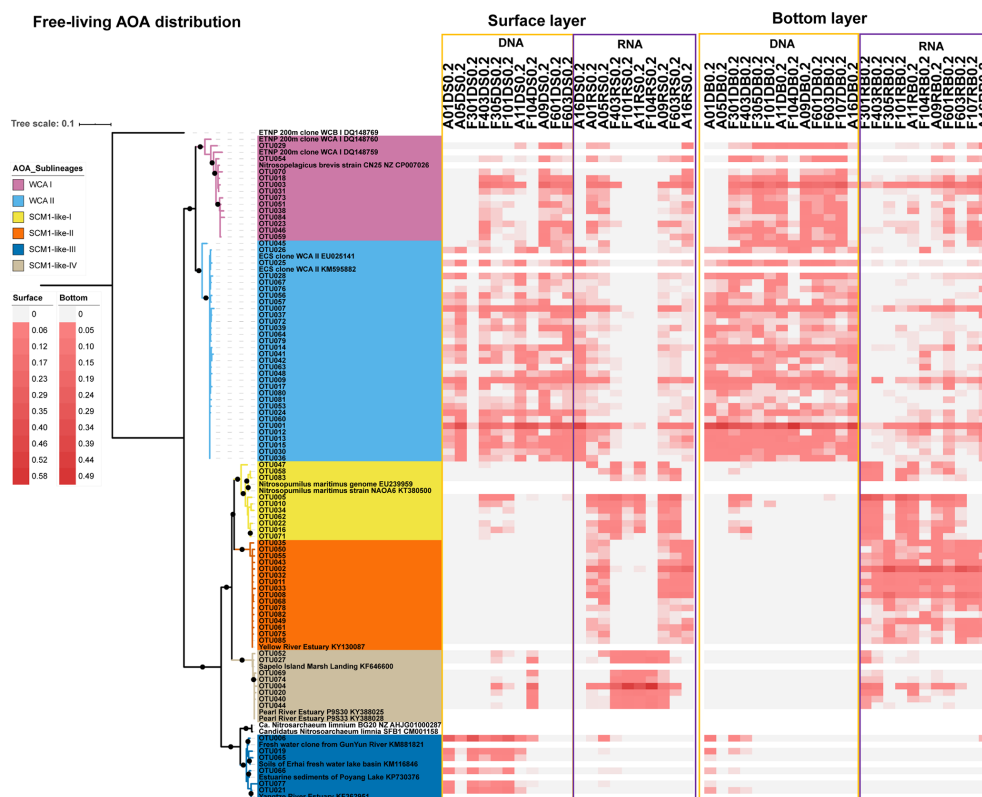 Free-living AOA distribution
Surface layer
Bottom layer
DNA
RNA
DNA
RNA
A01DS0.2
A05DS0.2
F301DS0.2
F403DS0.2
F305DS0.2
F101DS0.2
A11DS0.2
F104DS0.2
A09DS0.2
F601DS0.2
F603DS0.2
A16DS0.2
A01RS0.2
A05RS0.2
F403RS0.2
F101RS0.2
A11RS0.2
F104RS0.2
A09RS0.2
F603RS0.2
A16RS0.2
A01DB0.2
A05DB0.2
F301DB0.2
F403DB0.2
F305DB0.2
F101DB0.2
A11DB0.2
F104DB0.2
A09DB0.2
F601DB0.2
F603DB0.2
F107DB0.2
A16DB0.2
F301RB0.2
F403RB0.2
F305RB0.2
F101RB0.2
A11RB0.2
F104RB0.2
A09RB0.2
F601RB0.2
F603RB0.2
F107RB0.2
Tree scale: 0.1
AOA_Sublineages
WCA I
WCA II
SCM1-like-I
SCM1-like-II
SCM1-like-III
SCM1-like-IV
Surface Bottom
0 0
0.06 0.05
0.12 0.10
0.17 0.15
0.23 0.19
0.29 0.24
0.35 0.29
0.40 0.34
0.46 0.39
0.52 0.44
0.58 0.49
ETNP 200m clone WCB I DQ148769
ETNP 200m clone WCA I DQ148760
OTU029
ETNP 200m clone WCA I DQ148759
OTU054
Nitrosopelagicus brevis strain CN25 NZ CP007026
OTU070
OTU018
OTU003
OTU031
OTU073
OTU051
OTU038
OTU084
OTU023
OTU046
OTU059
OTU045
OTU026
ECS clone WCA II EU025141
OTU025
ECS clone WCA II KM595882
OTU028
OTU067
OTU076
OTU056
OTU057
OTU007
OTU037
OTU072
OTU039
OTU064
OTU079
OTU014
OTU041
OTU042
OTU063
OTU048
OTU009
OTU017
OTU080
OTU081
OTU053
OTU024
OTU060
OTU001
OTU012
OTU013
OTU015
OTU030
OTU036
OTU047
OTU058
OTU083
Nitrosopumilus maritimus genome EU239959
Nitrosopumilus maritimus strain NAOA6 KT380500
OTU005
OTU010
OTU034
OTU062
OTU022
OTU016
OTU071
OTU035
OTU050
OTU055
OTU043
OTU002
OTU032
OTU011
OTU033
OTU008
OTU068
OTU078
OTU082
OTU049
OTU061
OTU075
OTU085
Yellow River Estuary KY130087
OTU052
OTU027
Sapelo Island Marsh Landing KF646600
OTU069
OTU074
OTU004
OTU020
OTU040
OTU044
Pearl River Estuary P9S30 KY388025
Pearl River Estuary P9S33 KY388028
Ca. Nitrosoarchaeum limnium BG20 NZ AHJG01000287
Candidatus Nitrosoarchaeum limnia SFB1 CM001158
OTU006
Fresh water clone from GunYun River KM881821
OTU019
OTU065
Soils of Erhai fresh water lake basin KM116846
OTU066
Estuarine sediments of Poyang Lake KP730376
OTU077
OTU021